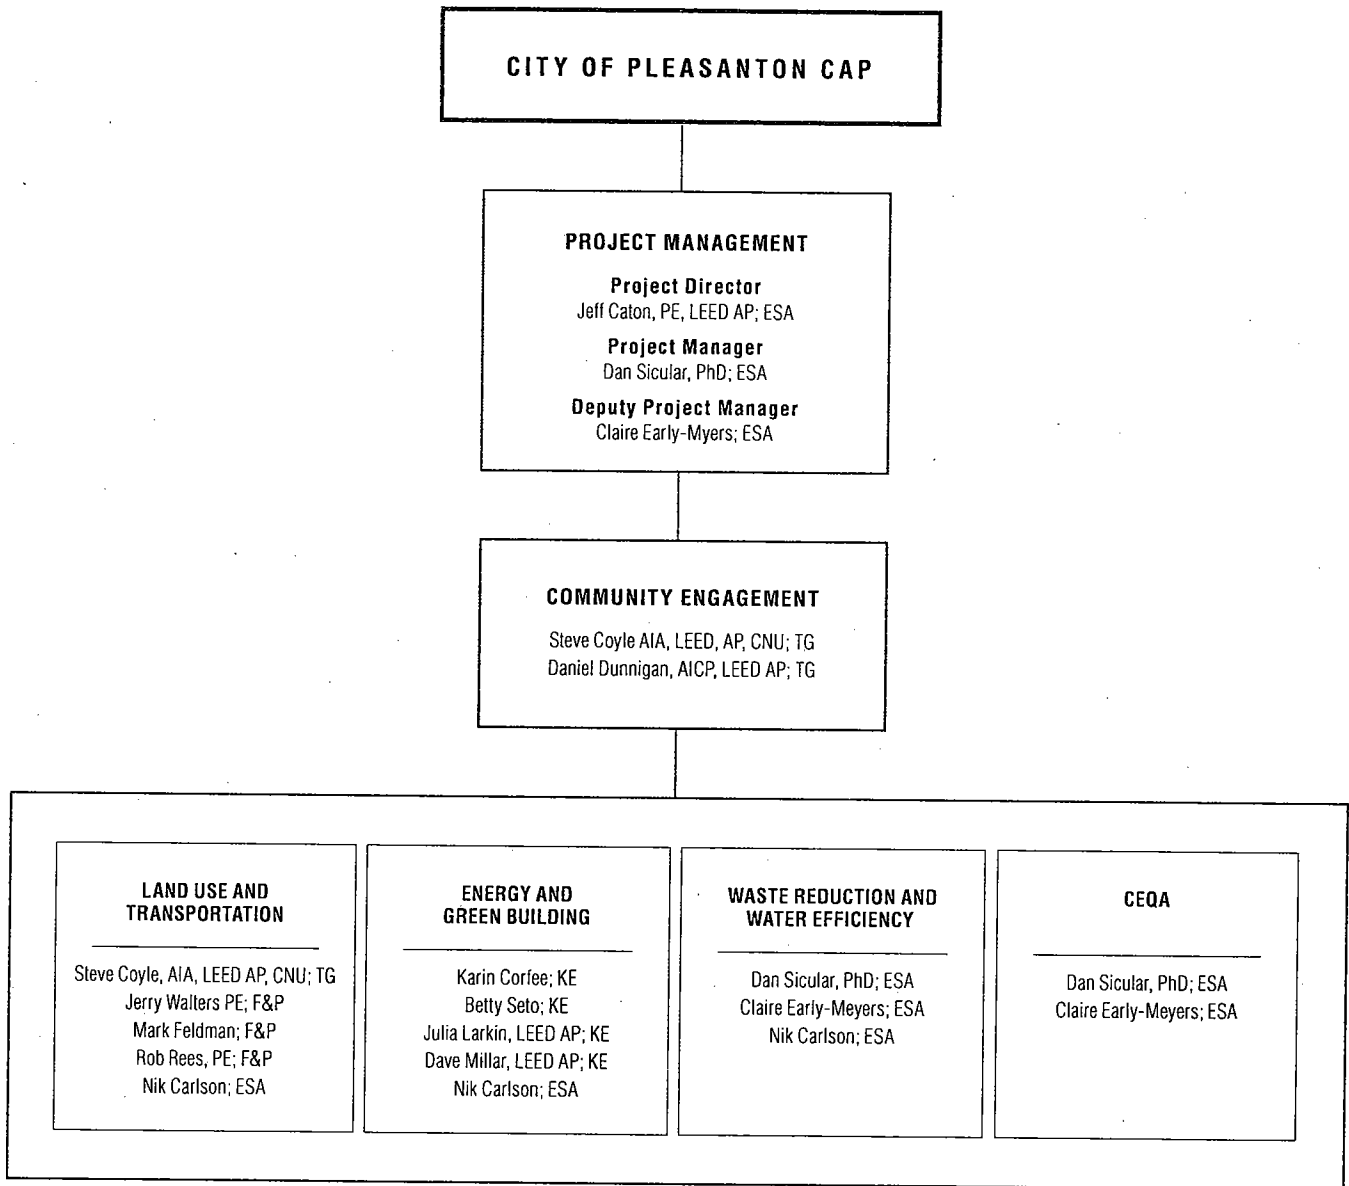 CITY OF PLEASANTON CAP
PROJECT MANAGEMENT
Project Director
Jeff Caton, PE, LEED AP; ESA
Project Manager
Dan Sicular, PhD; ESA
Deputy Project Manager
Claire Early-Myers; ESA
COMMUNITY ENGAGEMENT
Steve Coyle AIA, LEED, AP, CNU; TG
Daniel Dunnigan, AICP, LEED AP; TG
LAND USE AND
TRANSPORTATION
Steve Coyle, AIA, LEED AP, CNU; TG
Jerry Walters PE; F&P
Mark Feldman; F&P
Rob Rees, PE; F&P
Nik Carlson; ESA
ENERGY AND
GREEN BUILDING
Karin Corfee; KE
Betty Seto; KE
Julia Larkin, LEED AP; KE
Dave Millar, LEED AP; KE
Nik Carlson; ESA
WASTE REDUCTION AND
WATER EFFICIENCY
Dan Sicular, PhD; ESA
Claire Early-Meyers; ESA
Nik Carlson; ESA
CEQA
Dan Sicular, PhD; ESA
Claire Early-Meyers; ESA